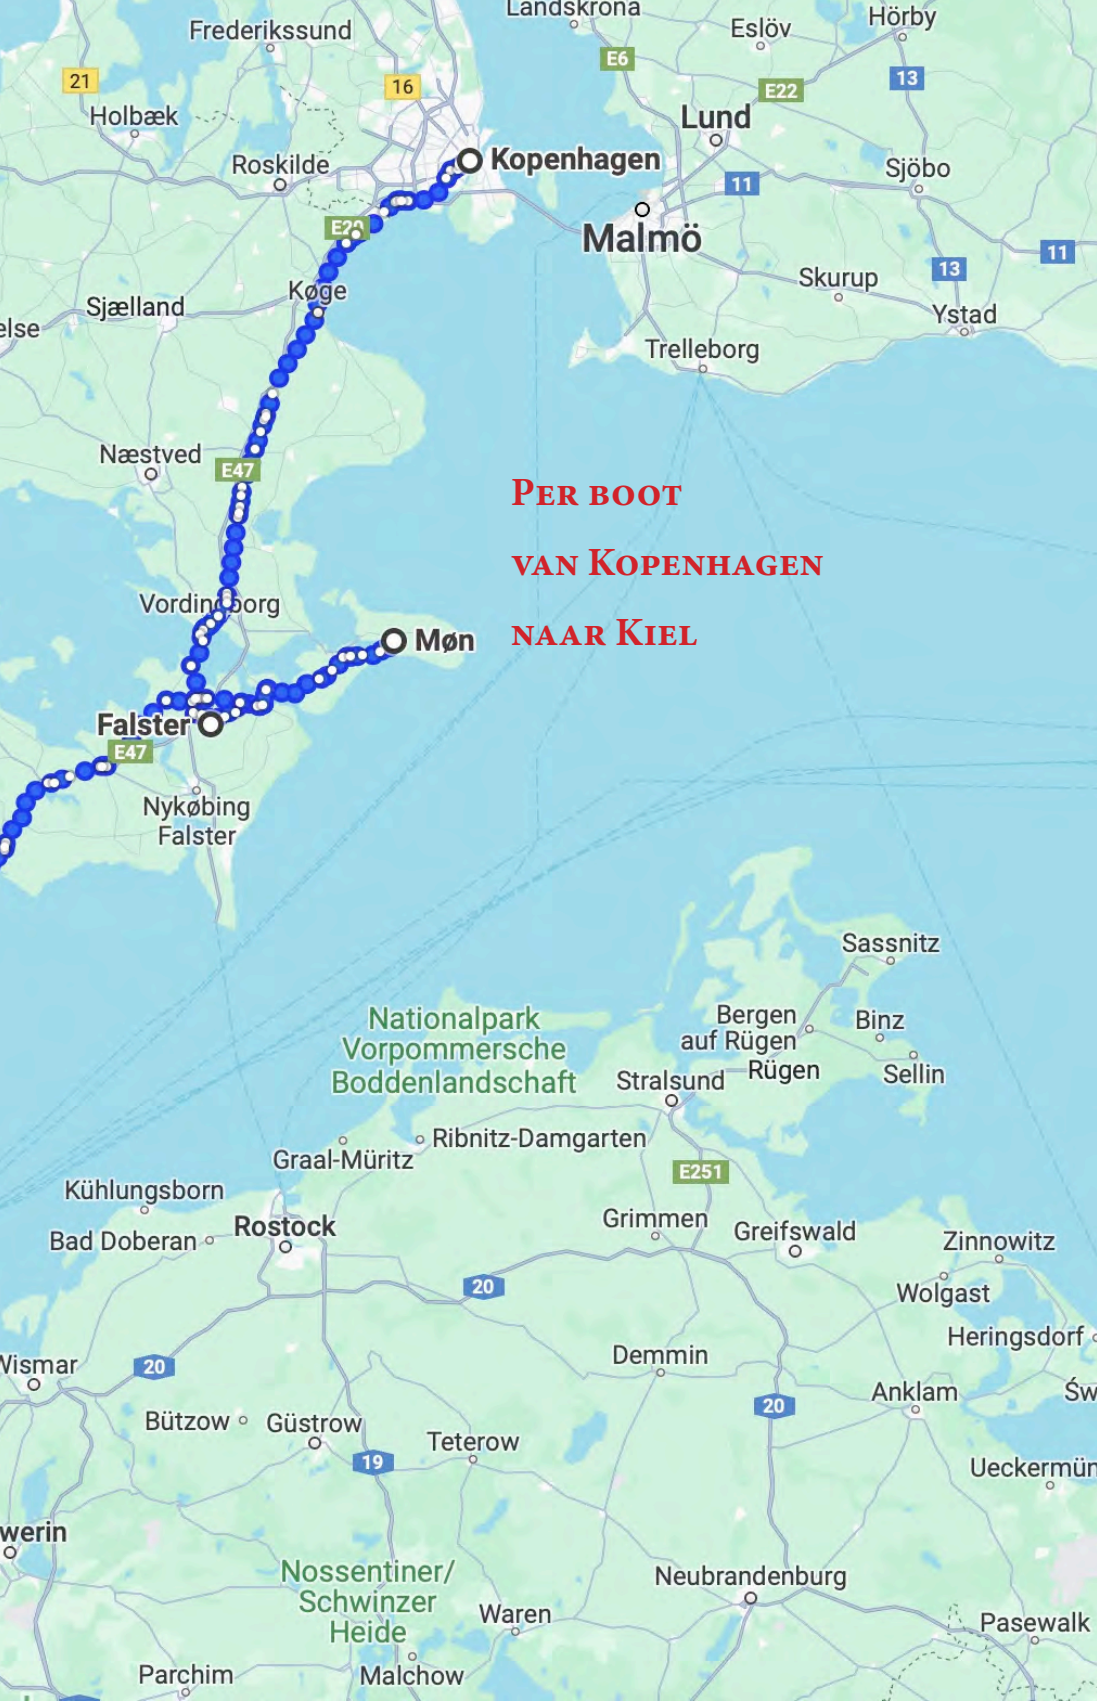 Landskrona
Hörby
Frederikssund
Eslöv
E6
21
16
E22
13
Holbæk
Lund
Roskilde
Kopenhagen
Sjöbo
11
E20
Malmö
11
13
Køge
Skurup
Sjælland
Ystad
else
Trelleborg
Næstved
E47
Per boot
van Kopenhagen
naar Kiel
Vordingborg
Møn
Falster
E47
Nykøbing
Falster
Sassnitz
Nationalpark
Vorpommersche
Boddenlandschaft
Bergen
auf Rügen
Binz
Rügen
Sellin
Stralsund
Ribnitz-Damgarten
Graal-Müritz
E251
Kühlungsborn
Rostock
Bad Doberan
Grimmen
Greifswald
Zinnowitz
20
Wolgast
Heringsdorf
Demmin
Wismar
20
Anklam
Św
20
Bützow
Güstrow
Teterow
19
Ueckermün
werin
Nossentiner/
Schwinzer
Heide
Neubrandenburg
Waren
Pasewalk
Parchim
Malchow